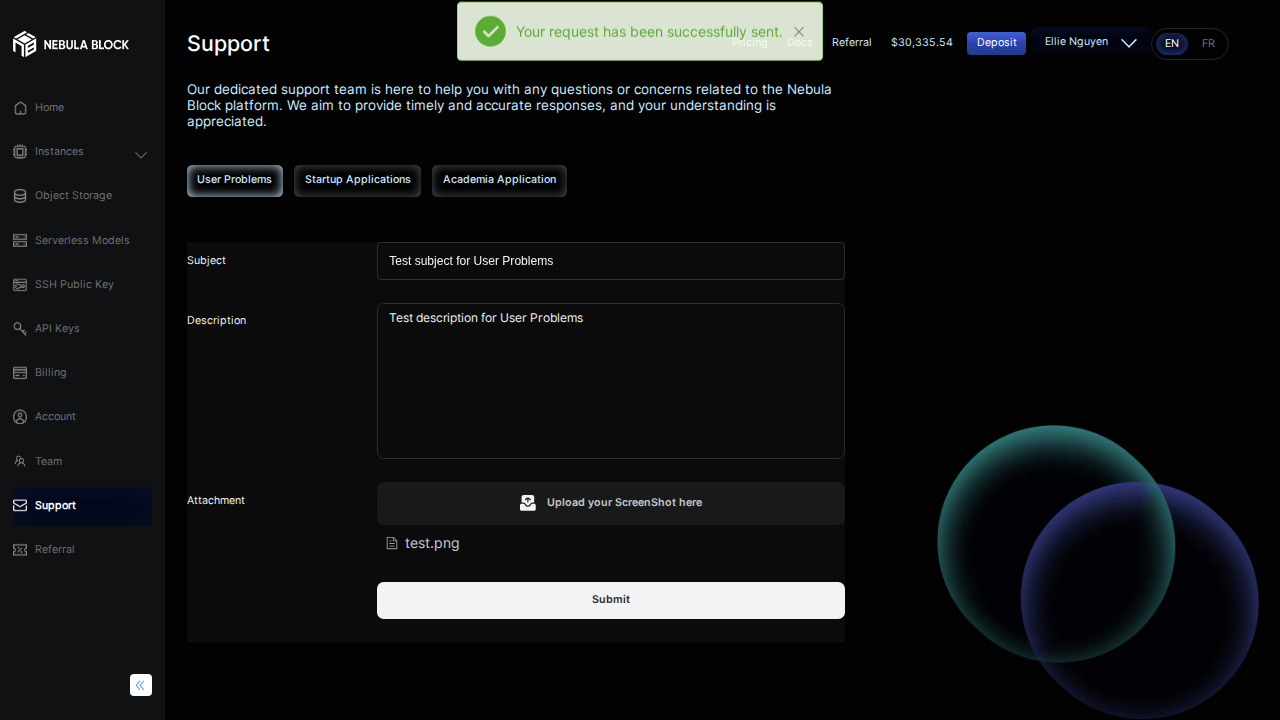 NEBULA BLOCK
Home
Instances
Object Storage
Serverless Models
SSH Public Key
API Keys
Billing
Account
Team
Support
Referral
Your request has been successfully sent.
Support
Pricing
Docs
Referral
$30,335.54
Deposit
Ellie Nguyen
EN
FR
Our dedicated support team is here to help you with any questions or concerns related to the Nebula
Block platform. We aim to provide timely and accurate responses, and your understanding is
appreciated.
User Problems
Startup Applications
Academia Application
Subject
Test subject for User Problems
Description
Test description for User Problems
Attachment
Upload your ScreenShot here
test.png
Submit